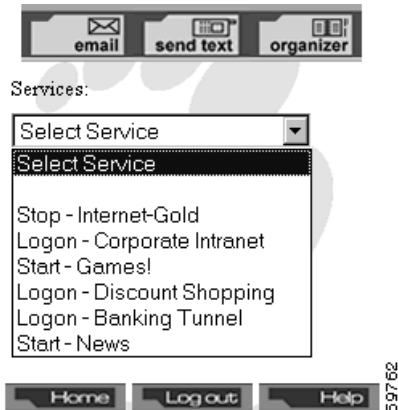 email send text organizer
Services:
Select Service
Select Service
Stop - Internet-Gold
Logon - Corporate Intranet
Start - Games!
Logon - Discount Shopping
Logon - Banking Tunnel
Start - News
Home Log out Help
59762